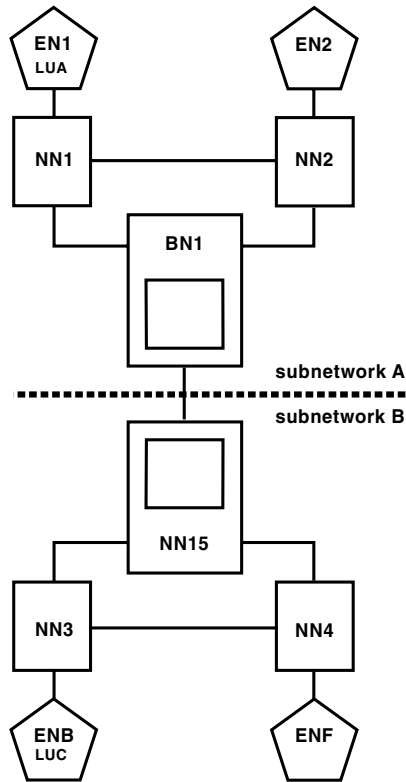 EN1
LUA
EN2
NN1
NN2
BN1
subnetwork A
subnetwork B
NN15
NN3
NN4
ENB
LUC
ENF